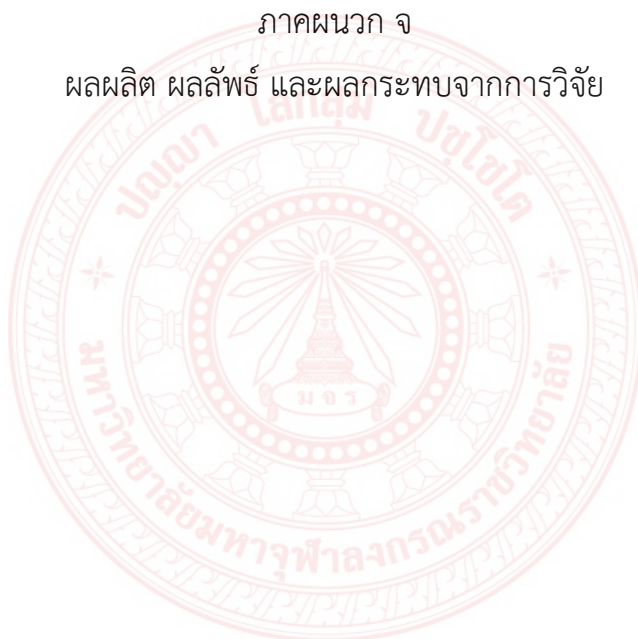 ภาคผนวก จ
ผลผลิต ผลลัพธ์ และผลกระทบจากการวิจัย
ปญฺญา โลกสฺมึ ปชฺโชโต
ม จ ร
มหาวิทยาลัยมหาจุฬาลงกรณราชวิทยาลัย